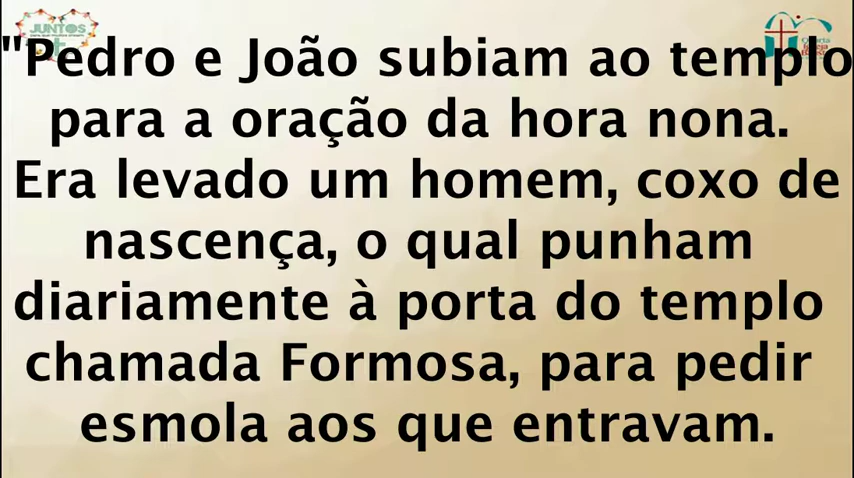 JUNTOS
"Pedro e João subiam ao templo
para a oração da hora nona.
Era levado um homem, coxo de
nascença, o qual punham
diariamente à porta do templo
chamada Formosa, para pedir
esmola aos que entravam.